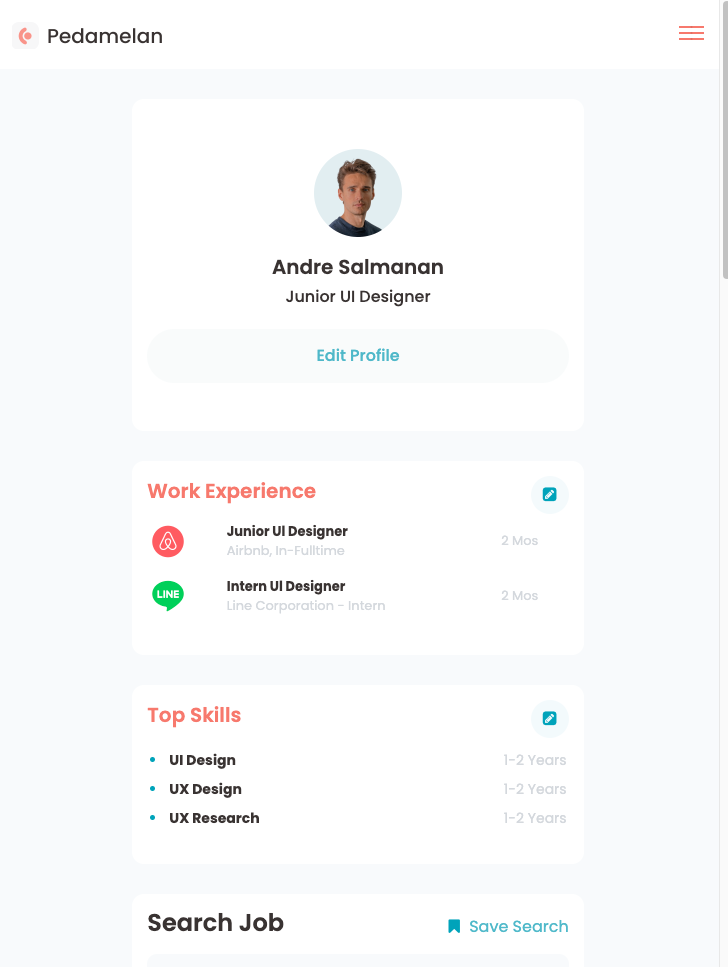 Pedamelan
Andre Salmanan
Junior UI Designer
Edit Profile
Work Experience
Junior UI Designer
Airbnb, In-Fulltime
2 Mos
LINE
Intern UI Designer
Line Corporation - Intern
2 Mos
Top Skills
UI Design
1-2 Years
UX Design
1-2 Years
UX Research
1-2 Years
Search Job
Save Search